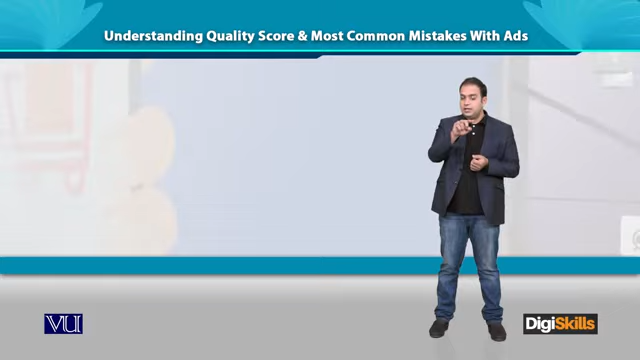 Understanding Quality Score & Most Common Mistakes With Ads
VU
DigiSkills